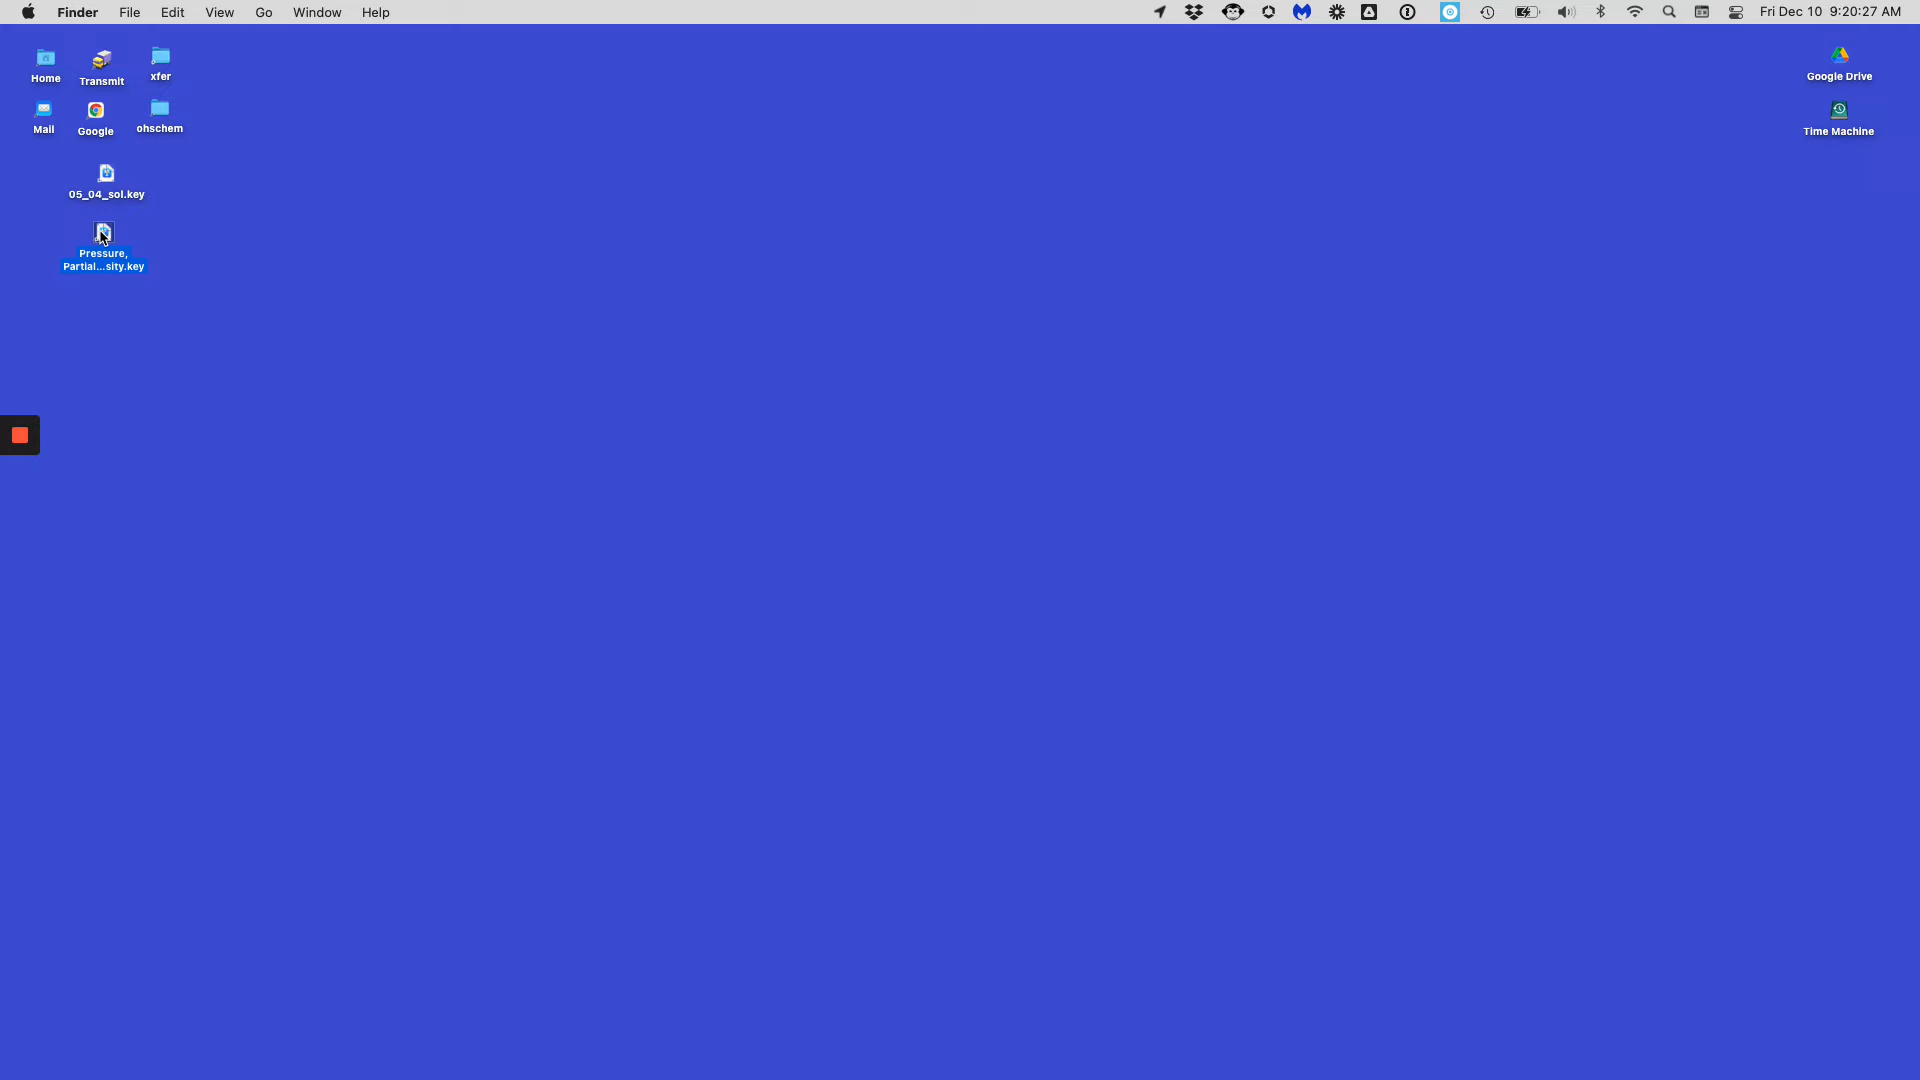 Finder File Edit View Go Window Help Fri Dec 10 9:20:27 AM
Home Transmit xfer Google Drive
Mail Google ohschem Time Machine
05_04_sol.key
Pressure,
Partial...sity.key